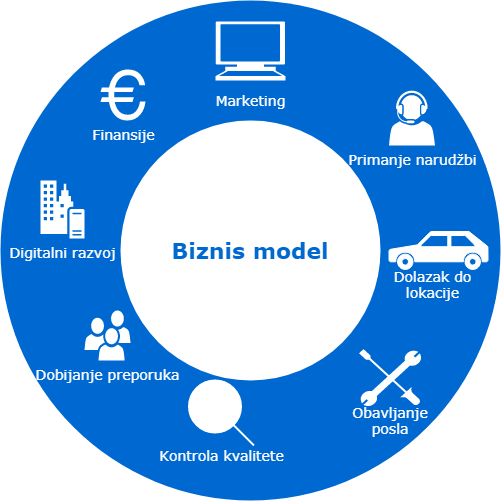 Marketing
Primanje narudžbi
Dolazak do
lokacije
Obavljanje
posla
Kontrola kvalitete
Dobijanje preporuka
Digitalni razvoj
Finansije
Biznis model